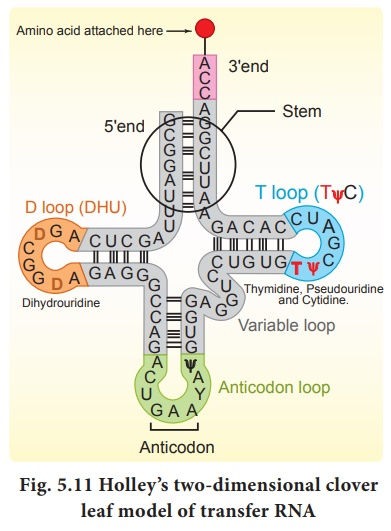 Amino acid attached here
A
C
C
3'end
5'end
Stem
A
G
G
C
U
U
A
A
G
C
G
G
A
U
U
U
D loop (DHU)
T loop (TψC)
D G A
C
G
G
D A
C U C G A
G A G G
G A C A C
C U G U G
C U A
G
C
T ψ
Dihyrouridine
Thymidine, Pseudouridine
and Cytidine.
C
U
G
G
A
G
Variable loop
G
C
C
A
G
G
G
U
G
A
C
U
G A A
ψ
A
Y
A
Anticodon loop
Anticodon
Fig. 5.11 Holley's two-dimensional clover
leaf model of transfer RNA